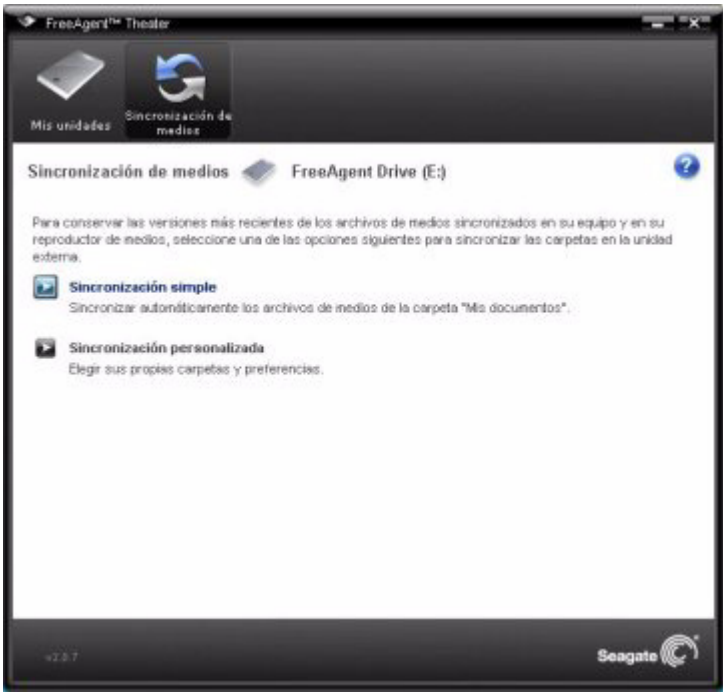 FreeAgent™ Theater
Mis unidades
Sincronización de
medios
Sincronización de medios FreeAgent Drive (E:)
Para conservar las versiones más recientes de los archivos de medios sincronizados en su equipo y en su
reproductor de medios, seleccione una de las opciones siguientes para sincronizar las carpetas en la unidad
externa.
Sincronización simple
Sincronizar automáticamente los archivos de medios de la carpeta "Mis documentos".
Sincronización personalizada
Elegir sus propias carpetas y preferencias.
v2.0.7
Seagate